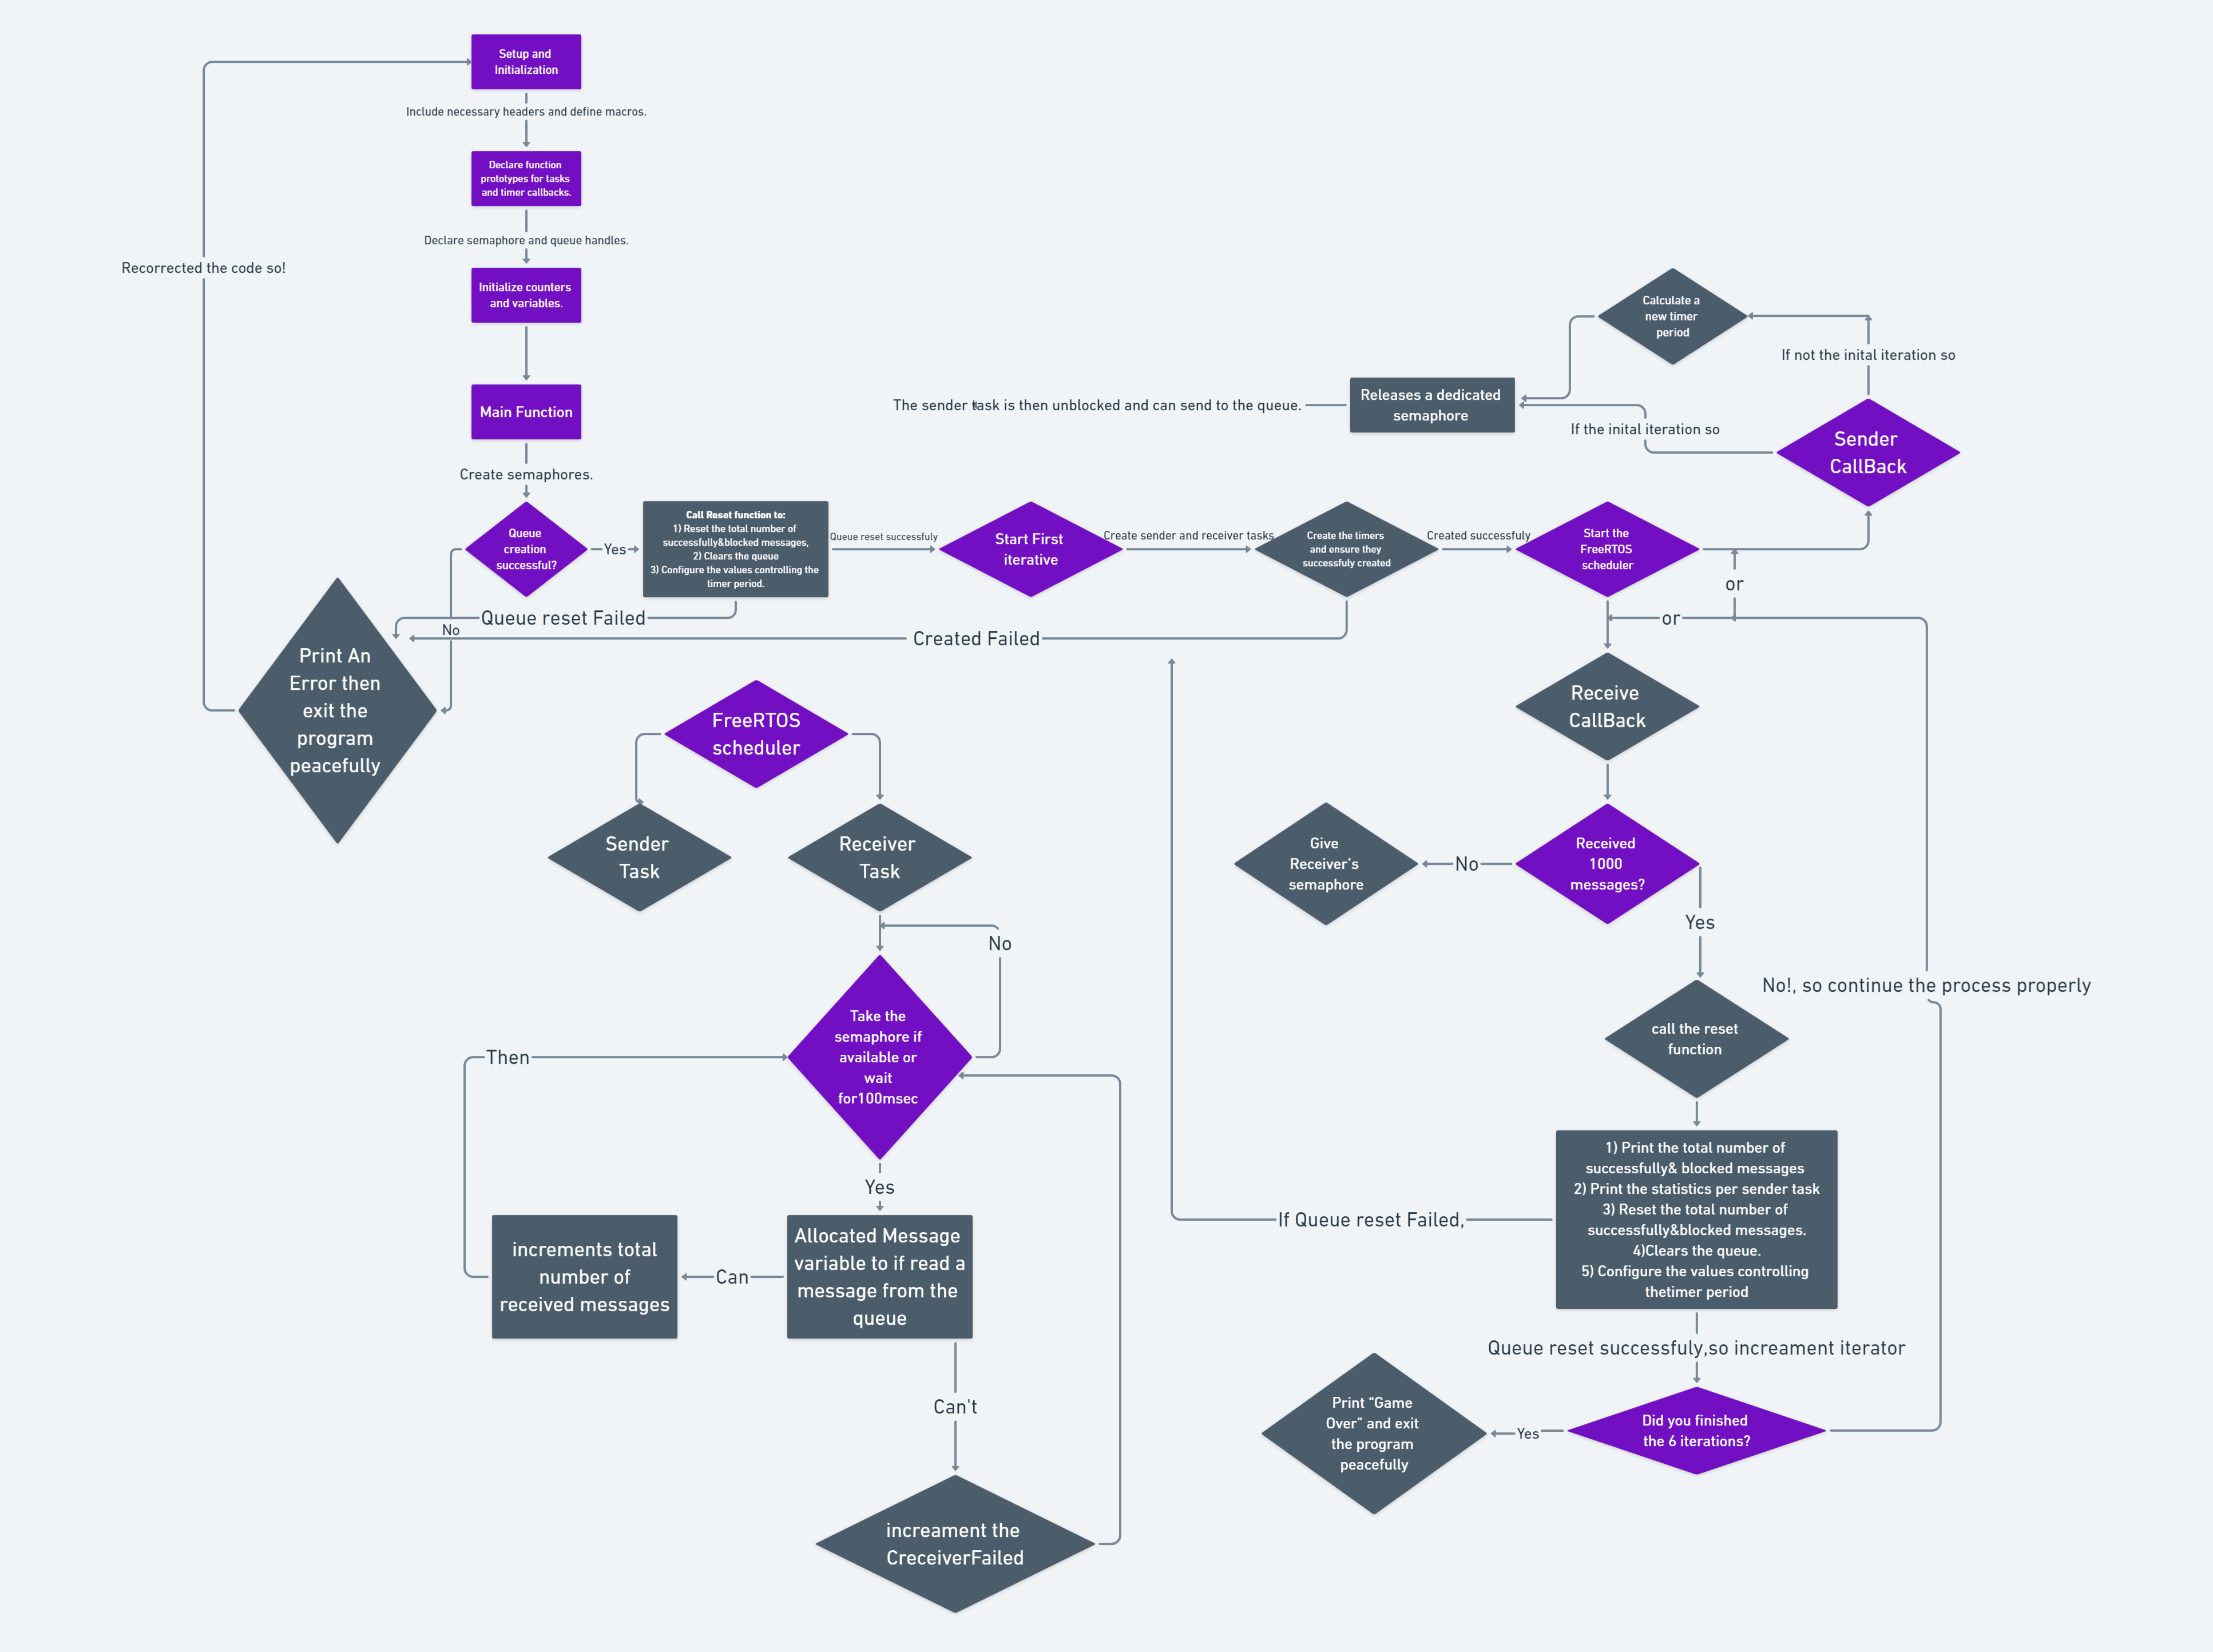 Setup and
Initialization
Include necessary headers and define macros.
Declare function
prototypes for tasks
and timer callbacks.
Declare semaphore and queue handles.
Recorrected the code so!
Initialize counters
and variables.
Main Function
Create semaphores.
Queue
creation
successful?
Yes
No
Call Reset function to:
1) Reset the total number of
successfully&blocked messages,
2) Clears the queue
3) Configure the values controlling the
timer period.
Queue reset successfuly
Start First
iterative
Create sender and receiver tasks
Create the timers
and ensure they
successfuly created
Created successfuly
Start the
FreeRTOS
scheduler
Queue reset Failed
Created Failed
Print An
Error then
exit the
program
peacefully
Calculate a
new timer
period
If not the inital iteration so
Releases a dedicated
semaphore
The sender task is then unblocked and can send to the queue.
If the inital iteration so
Sender
CallBack
or
or
Receive
CallBack
FreeRTOS
scheduler
Sender
Task
Receiver
Task
No
Take the
semaphore if
available or
wait
for100msec
Then
Yes
Allocated Message
variable to if read a
message from the
queue
Can
increments total
number of
received messages
Can't
increament the
CreceiverFailed
Received
1000
messages?
No
Give
Receiver’s
semaphore
Yes
call the reset
function
No!, so continue the process properly
1) Print the total number of
successfully& blocked messages
2) Print the statistics per sender task
3) Reset the total number of
successfully&blocked messages.
4)Clears the queue.
5) Configure the values controlling
thetimer period
If Queue reset Failed,
Queue reset successfuly,so increament iterator
Did you finished
the 6 iterations?
Yes
Print “Game
Over” and exit
the program
peacefully